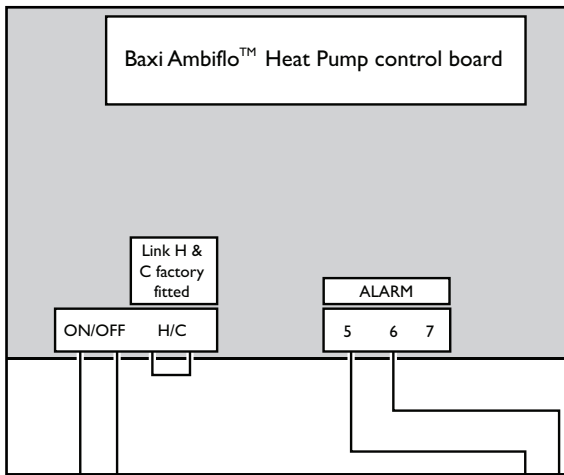 Baxi Ambiflo™ Heat Pump control board
Link H &
C factory
fitted
ON/OFF H/C
ALARM
5 6 7